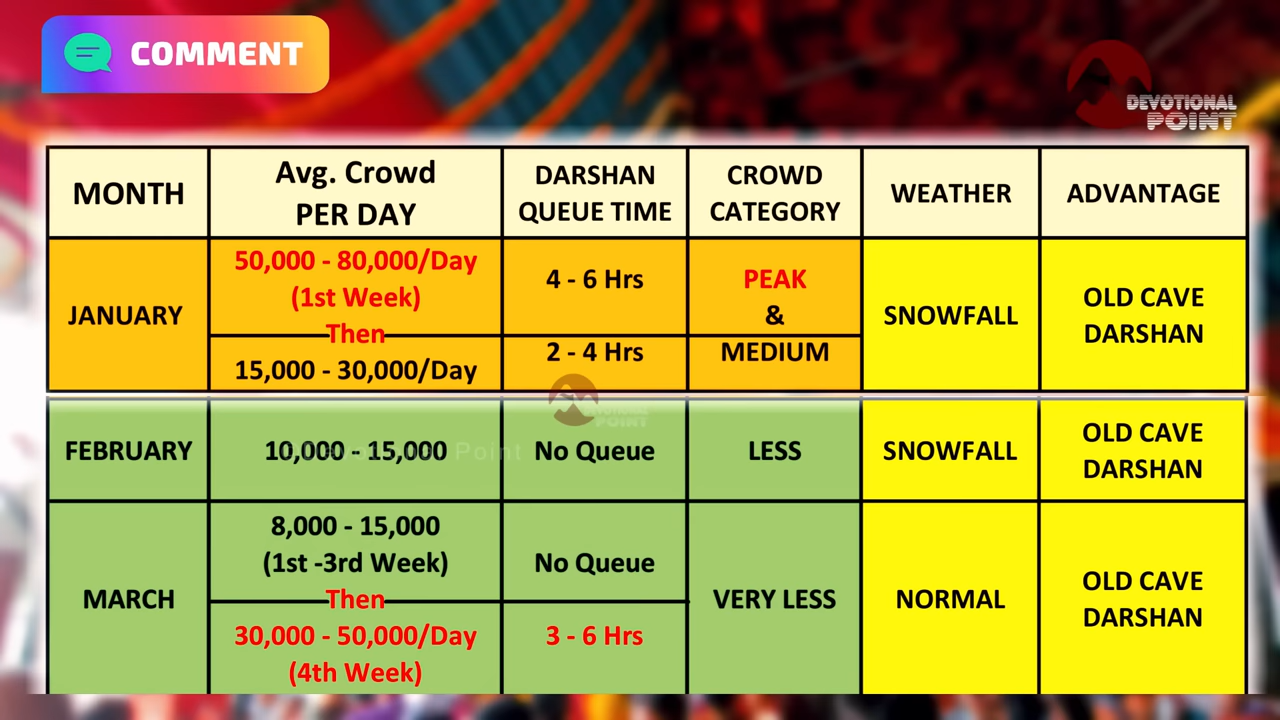 COMMENT
DEVOTIONAL
POINT
MONTH
Avg. Crowd
PER DAY
DARSHAN
QUEUE TIME
CROWD
CATEGORY
WEATHER
ADVANTAGE
JANUARY
50,000 - 80,000/Day
(1st Week)
Then
15,000 - 30,000/Day
4 - 6 Hrs
2 - 4 Hrs
PEAK
&
MEDIUM
SNOWFALL
OLD CAVE
DARSHAN
DEVOTIONAL
POINT
FEBRUARY
10,000 - 15,000
Point
No Queue
LESS
SNOWFALL
OLD CAVE
DARSHAN
MARCH
8,000 - 15,000
(1st -3rd Week)
Then
30,000 - 50,000/Day
(4th Week)
No Queue
3 - 6 Hrs
VERY LESS
NORMAL
OLD CAVE
DARSHAN